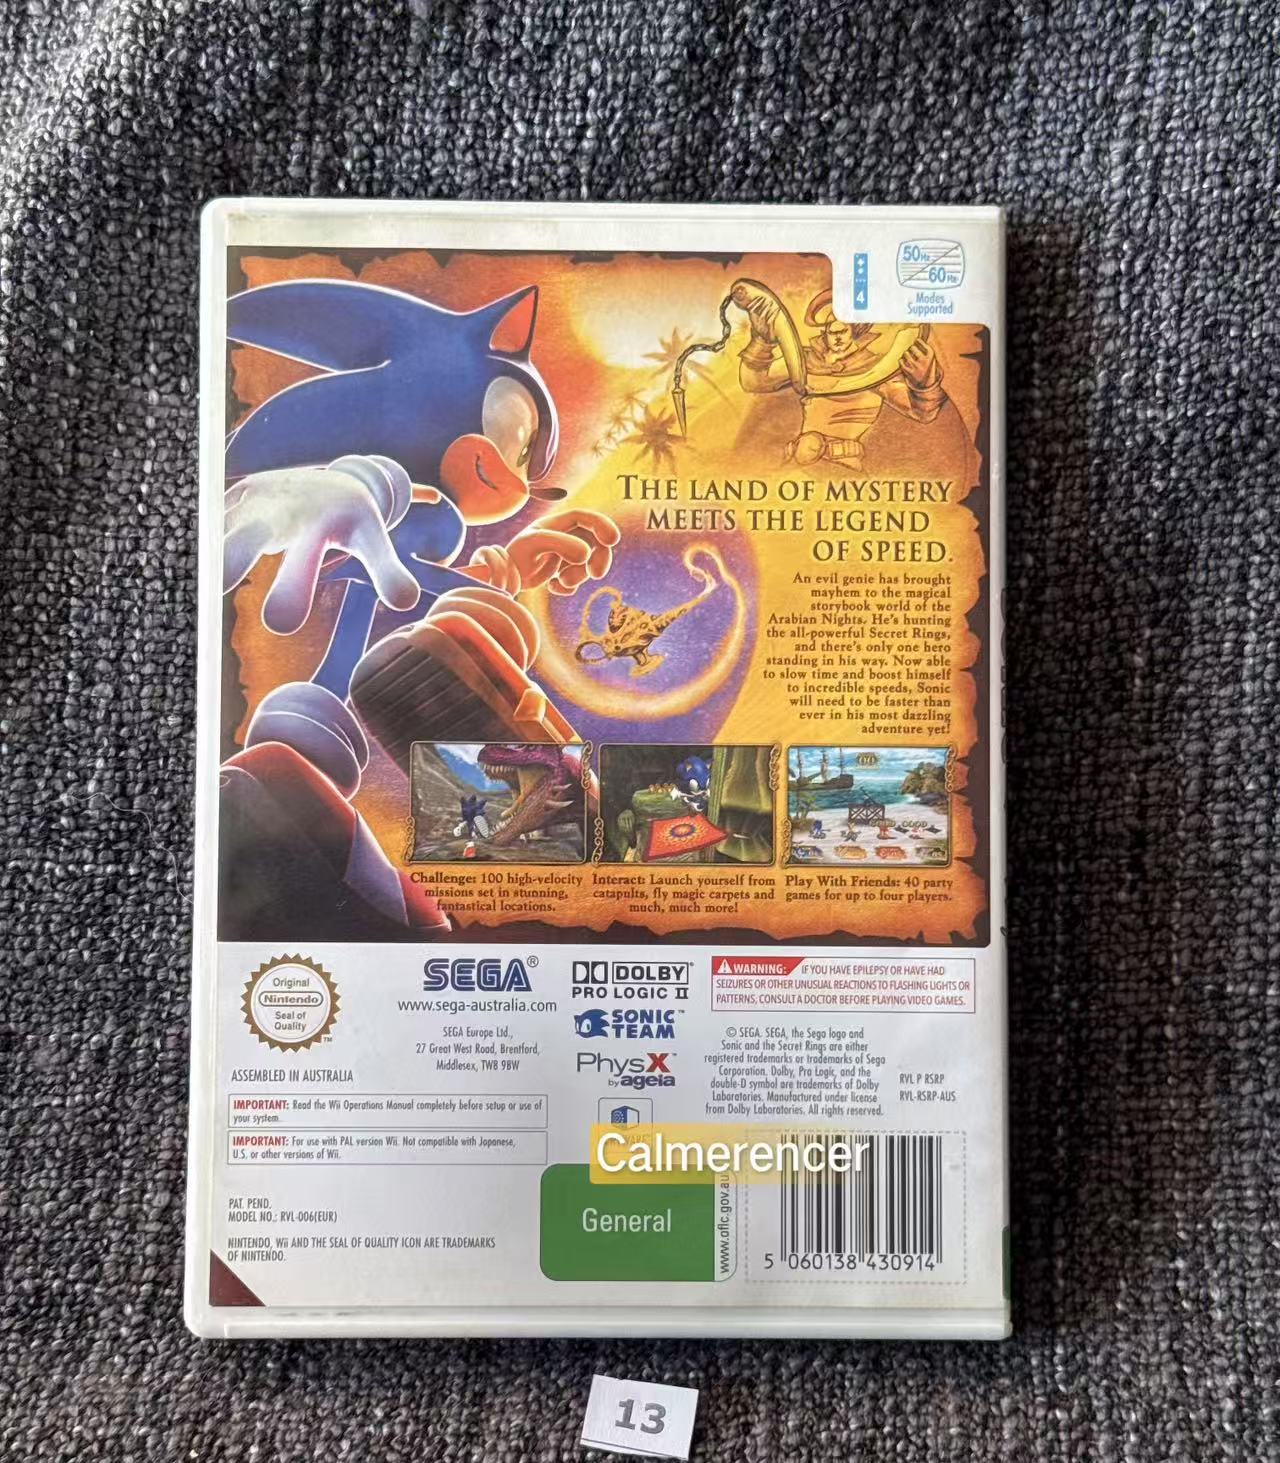 50Hz
60Hz
Modes
Supported
4
THE LAND OF MYSTERY
MEETS THE LEGEND
OF SPEED.
An evil genie has brought
mayhem to the magical
storybook world of the
Arabian Nights. He's hunting
the all-powerful Secret Rings,
and there's only one hero
standing in his way. Now able
to slow time and boost himself
to incredible speeds, Sonic
will need to be faster than
ever in his most dazzling
adventure yet!
Challenge: 100 high-velocity
missions set in stunning,
fantastical locations.
Interact: Launch yourself from
catapults, fly magic carpets and
much, much more!
Play With Friends: 40 party
games for up to four players.
Original
Nintendo
Seal of
Quality
TM
ASSEMBLED IN AUSTRALIA
SEGA®
www.sega-australia.com
SEGA Europe Ltd.,
27 Great West Road, Brentford,
Middlesex, TW8 9BW
DOLBY®
PRO LOGIC II
SONIC
TEAM™
PhysX™
by ageia
WARNING: IF YOU HAVE EPILEPSY OR HAVE HAD
SEIZURES OR OTHER UNUSUAL REACTIONS TO FLASHING LIGHTS OR
PATTERNS, CONSULT A DOCTOR BEFORE PLAYING VIDEO GAMES.
© SEGA. SEGA, the Sega logo and
Sonic and the Secret Rings are either
registered trademarks or trademarks of Sega
Corporation. Dolby, Pro Logic, and the
double-D symbol are trademarks of Dolby
Laboratories. Manufactured under license
from Dolby Laboratories. All rights reserved.
RVL P RSRP
RVL-RSRP-AUS
IMPORTANT: Read the Wii Operations Manual completely before setup or use of
your system.
IMPORTANT: For use with PAL version Wii. Not compatible with Japanese,
U.S. or other versions of Wii.
PAT. PEND.
MODEL NO.: RVL-006(EUR)
NINTENDO, Wii AND THE SEAL OF QUALITY ICON ARE TRADEMARKS
OF NINTENDO.
Calmerencer
General
www.oflc.gov.au
5 060138 430914
13